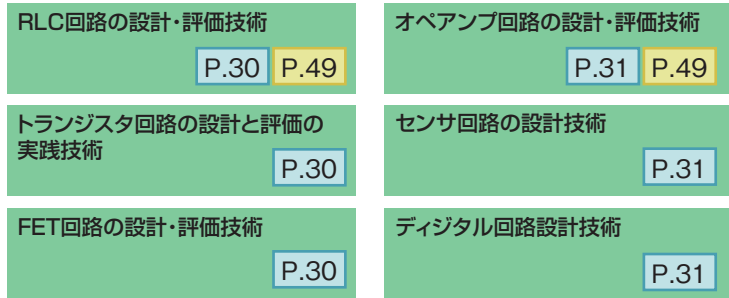 RLC回路の設計・評価技術
P.30 P.49
オペアンプ回路の設計・評価技術
P.31 P.49
トランジスタ回路の設計と評価の
実践技術
P.30
センサ回路の設計技術
P.31
FET回路の設計・評価技術
P.30
ディジタル回路設計技術
P.31